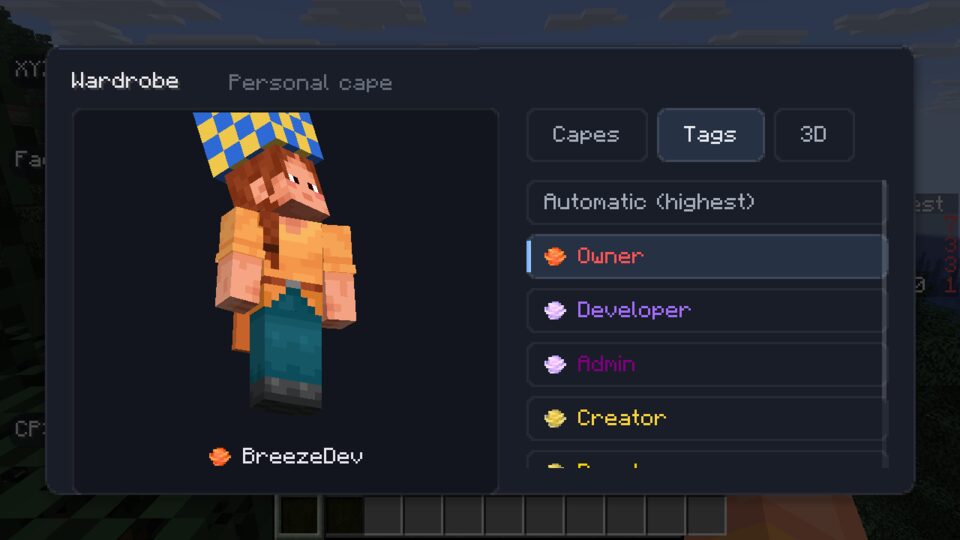 Wardrobe Personal cape
Capes Tags 3D
Automatic (highest)
Owner
Developer
Admin
Creator
BreezeDev